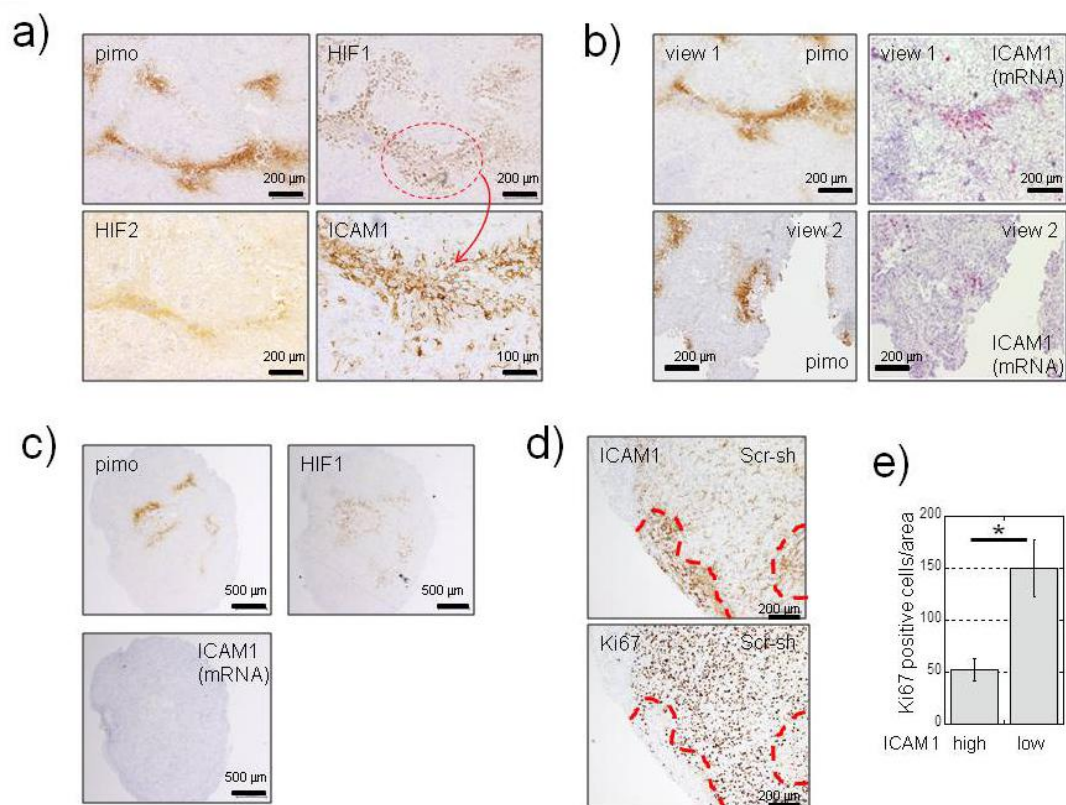 a)
pimo
200 µm
HIF1
200 µm
HIF2
200 µm
ICAM1
100 µm
b)
view 1 pimo
200 µm
view 1 ICAM1
(mRNA)
200 µm
view 2
200 µm
pimo
view 2
200 µm
ICAM1
(mRNA)
c)
pimo
500 µm
HIF1
500 µm
ICAM1
(mRNA)
500 µm
d)
ICAM1 Scr-sh
200 µm
Ki67 Scr-sh
200 µm
e)
Ki67 positive cells/area
200
150
100
50
0
*
ICAM1 high low